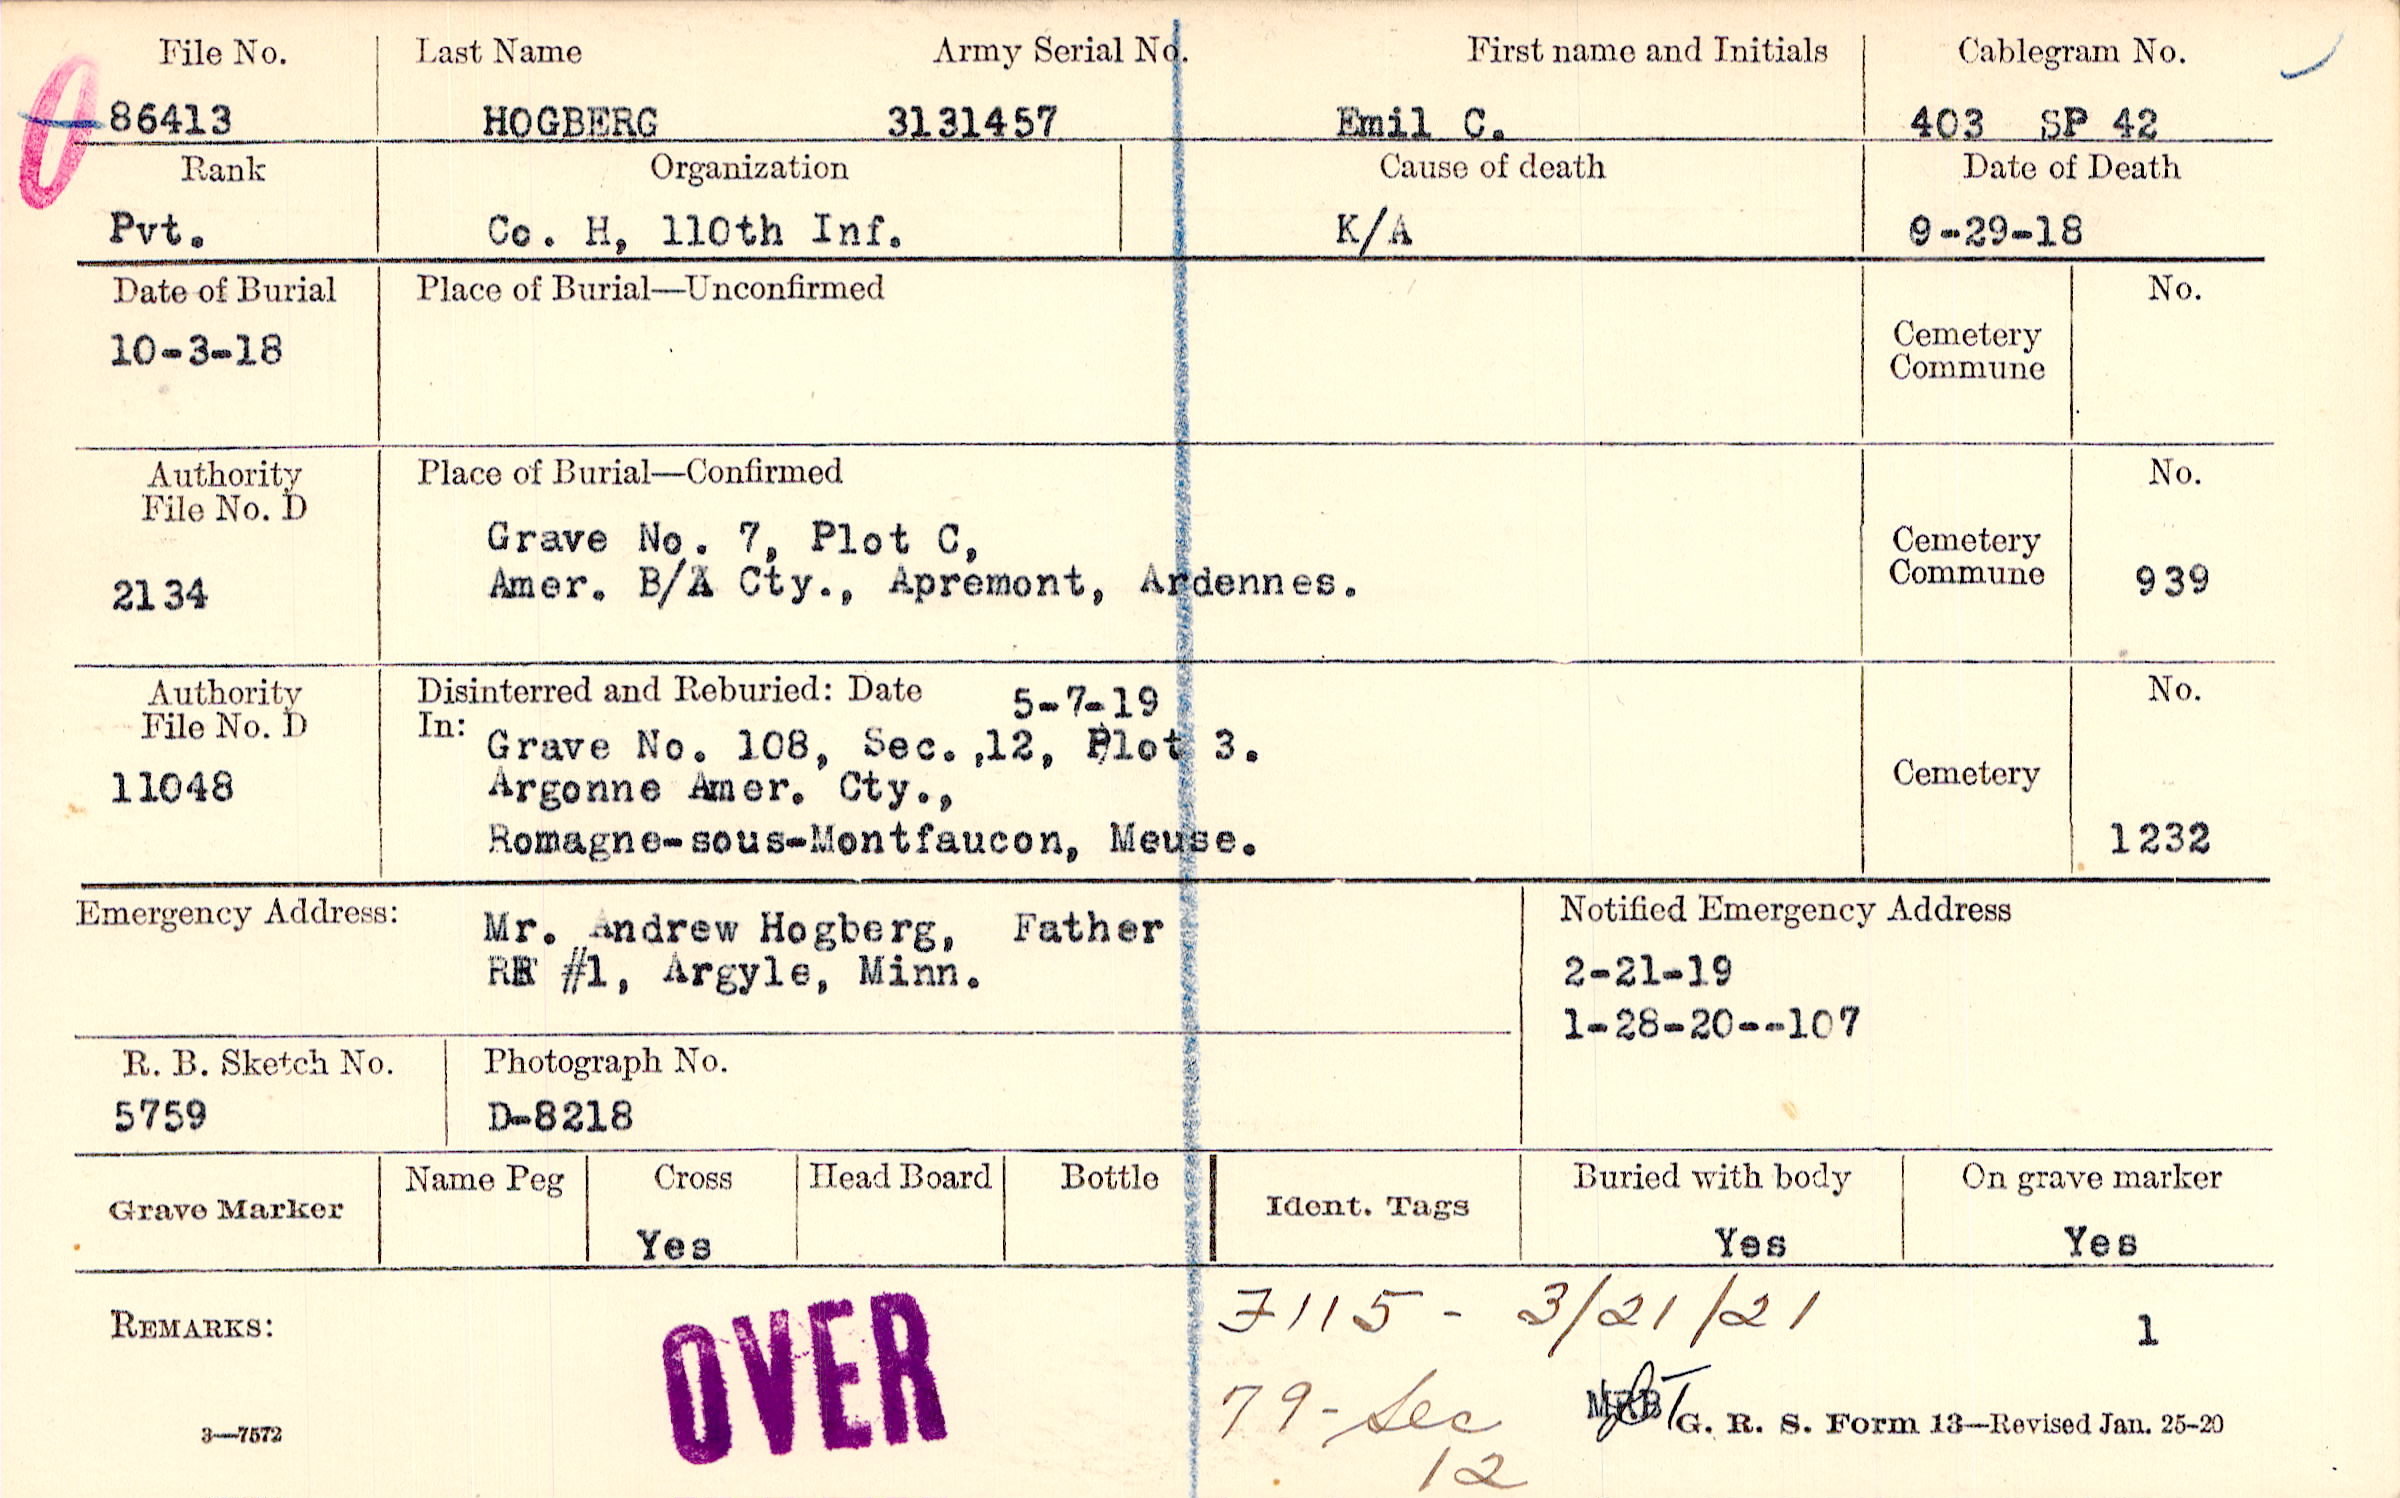 File No. Last Name Army Serial No. First name and Initials Cablegram No.
86413 HOGBERG 3131457 Emil C. 403 SP 42
Rank Organization Cause of death Date of Death
Pvt. Co. H, 110th Inf. K/A 9-29-18
Date of Burial Place of Burial—Unconfirmed No.
10-3-18
Cemetery
Commune
Authority Place of Burial—Confirmed No.
File No. D
Grave No. 7, Plot C,
Cemetery
2134 Amer. B/A Cty., Apremont, Ardennes. Commune 939
Authority Disinterred and Reburied: Date 5-7-19 No.
File No. D In:
Grave No. 108, Sec. ,12, Plot 3.
11048 Argonne Amer. Cty., Cemetery
Romagne-sous-Montfaucon, Meuse. 1232
Emergency Address: Mr. Andrew Hogberg, Father Notified Emergency Address
RR #1, Argyle, Minn. 2-21-19
1-28-20--107
R. B. Sketch No. Photograph No.
5759 D-8218
Grave Marker Name Peg Cross Head Board Bottle Ident. Tags Buried with body On grave marker
Yes Yes Yes
REMARKS: OVER 7115 - 3/21/21 1
79 - Sec
12
3—7572 G. R. S. Form 13—Revised Jan. 25-20